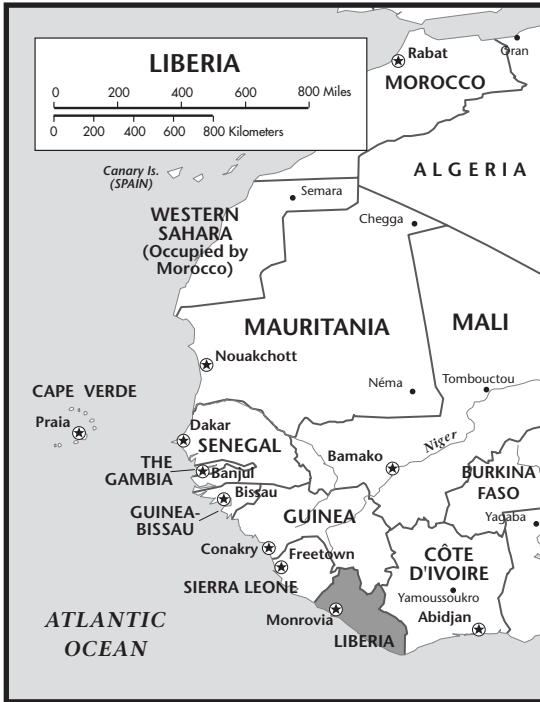 LIBERIA
0 200 400 600 800 Miles
0 200 400 600 800 Kilometers
Rabat
Oran
MOROCCO
ALGERIA
Canary Is.
(SPAIN)
Semara
WESTERN
SAHARA
(Occupied by
Morocco)
Chegga
MAURITANIA
MALI
Nouakchott
Néma
Tombouctou
CAPE VERDE
Praia
Dakar
SENEGAL
Niger
Bamako
THE
GAMBIA
Banjul
BURKINA
FASO
Bissau
GUINEA-
BISSAU
GUINEA
Yagaba
Conakry
Freetown
CÔTE
D'IVOIRE
SIERRA LEONE
Yamoussoukro
Abidjan
Monrovia
LIBERIA
ATLANTIC
OCEAN